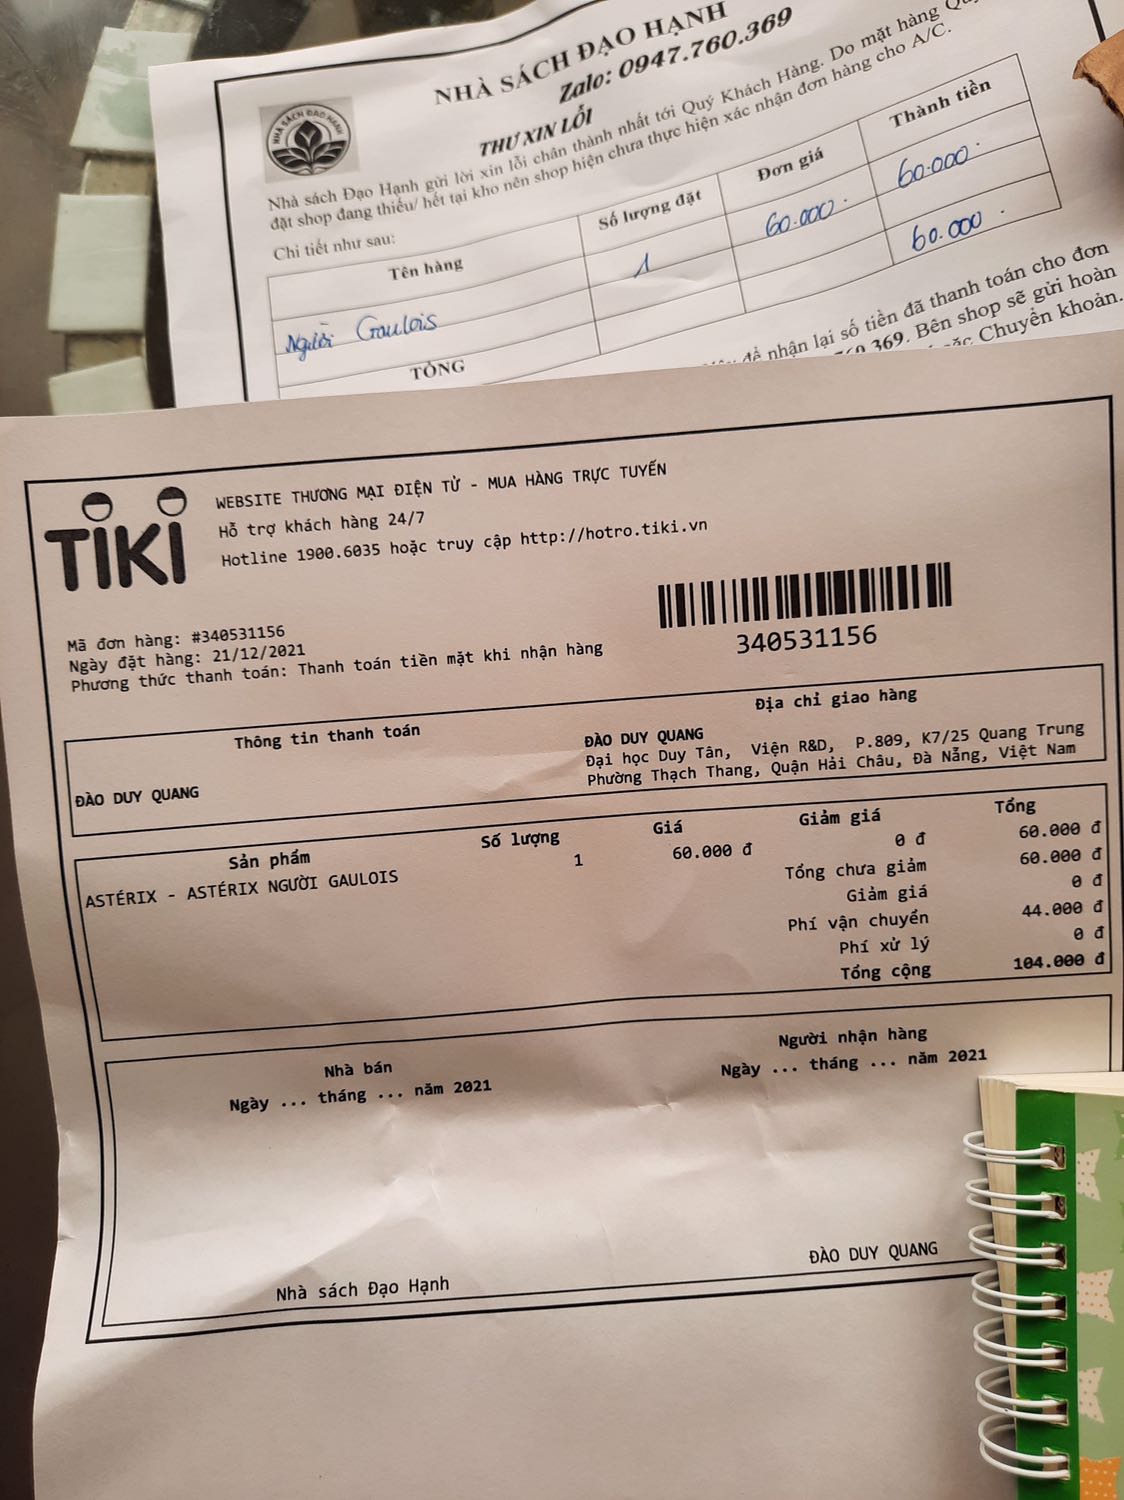 NHÀ SÁCH ĐẠO HẠNH
Zalo: 0947.760.369
NHÀ SÁCH ĐẠO HẠNH
THƯ XIN LỖI
Nhà sách Đạo Hạnh gửi lời xin lỗi chân thành nhất tới Quý Khách Hàng. Do mặt hàng
đặt shop đang thiếu/ hết tại kho nên shop hiện chưa thực hiện xác nhận đơn hàng cho A/C.
Chi tiết như sau:
Tên hàng Số lượng đặt Đơn giá Thành tiền
Người Gaulois 1 60.000 60.000
TỔNG 60.000
để nhận lại số tiền đã thanh toán cho đơn
369. Bên shop sẽ gửi hoàn
Chuyển khoản.
TiKi
WEBSITE THƯƠNG MẠI ĐIỆN TỬ - MUA HÀNG TRỰC TUYẾN
Hỗ trợ khách hàng 24/7
Hotline 1900.6035 hoặc truy cập http://hotro.tiki.vn
340531156
Mã đơn hàng: #340531156
Ngày đặt hàng: 21/12/2021
Phương thức thanh toán: Thanh toán tiền mặt khi nhận hàng
Thông tin thanh toán Địa chỉ giao hàng
ĐÀO DUY QUANG
ĐÀO DUY QUANG
Đại học Duy Tân, Viện R&D, P.809, K7/25 Quang Trung
Phường Thạch Thang, Quận Hải Châu, Đà Nẵng, Việt Nam
Sản phẩm Số lượng Giá Giảm giá Tổng
ASTÉRIX - ASTÉRIX NGƯỜI GAULOIS 1 60.000 đ 0 đ 60.000 đ
Tổng chưa giảm 60.000 đ
Giảm giá 0 đ
Phí vận chuyển 44.000 đ
Phí xử lý 0 đ
Tổng cộng 104.000 đ
Nhà bán Người nhận hàng
Ngày ... tháng ... năm 2021 Ngày ... tháng ... năm 2021
Nhà sách Đạo Hạnh ĐÀO DUY QUANG